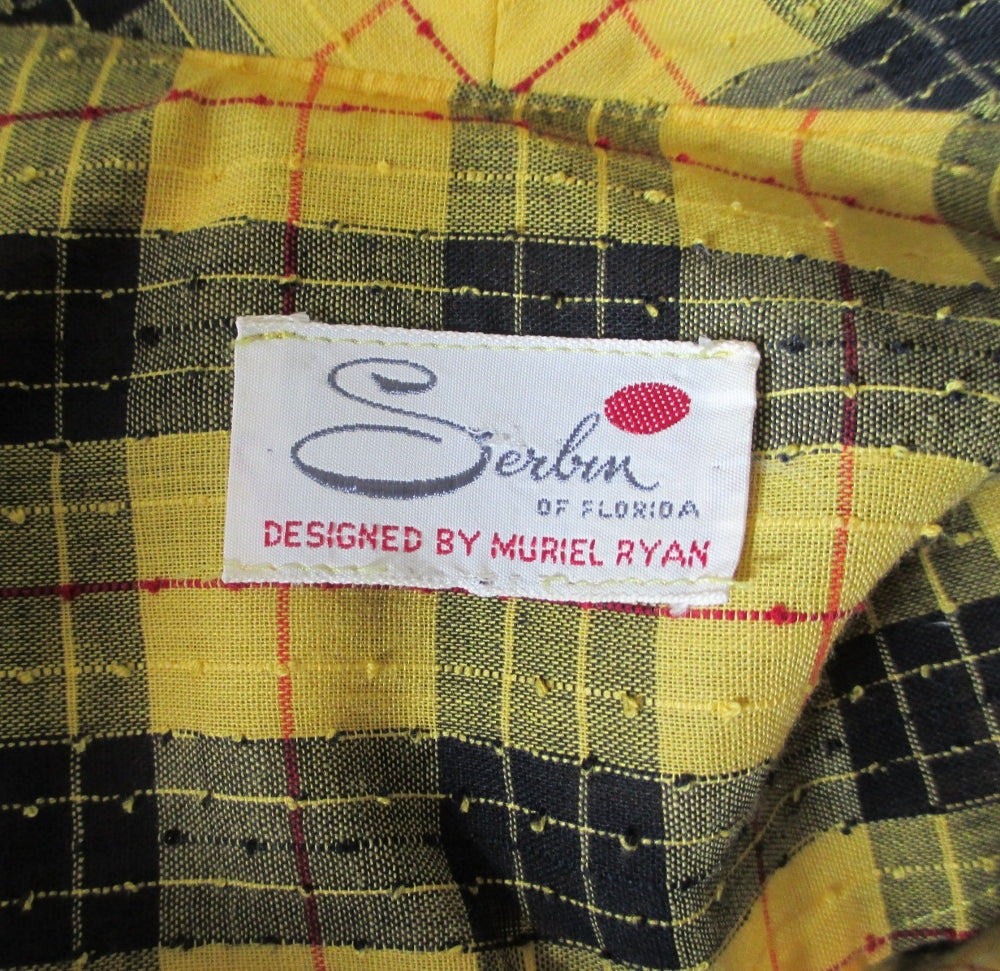 Serbin
OF FLORIDA
DESIGNED BY MURIEL RYAN